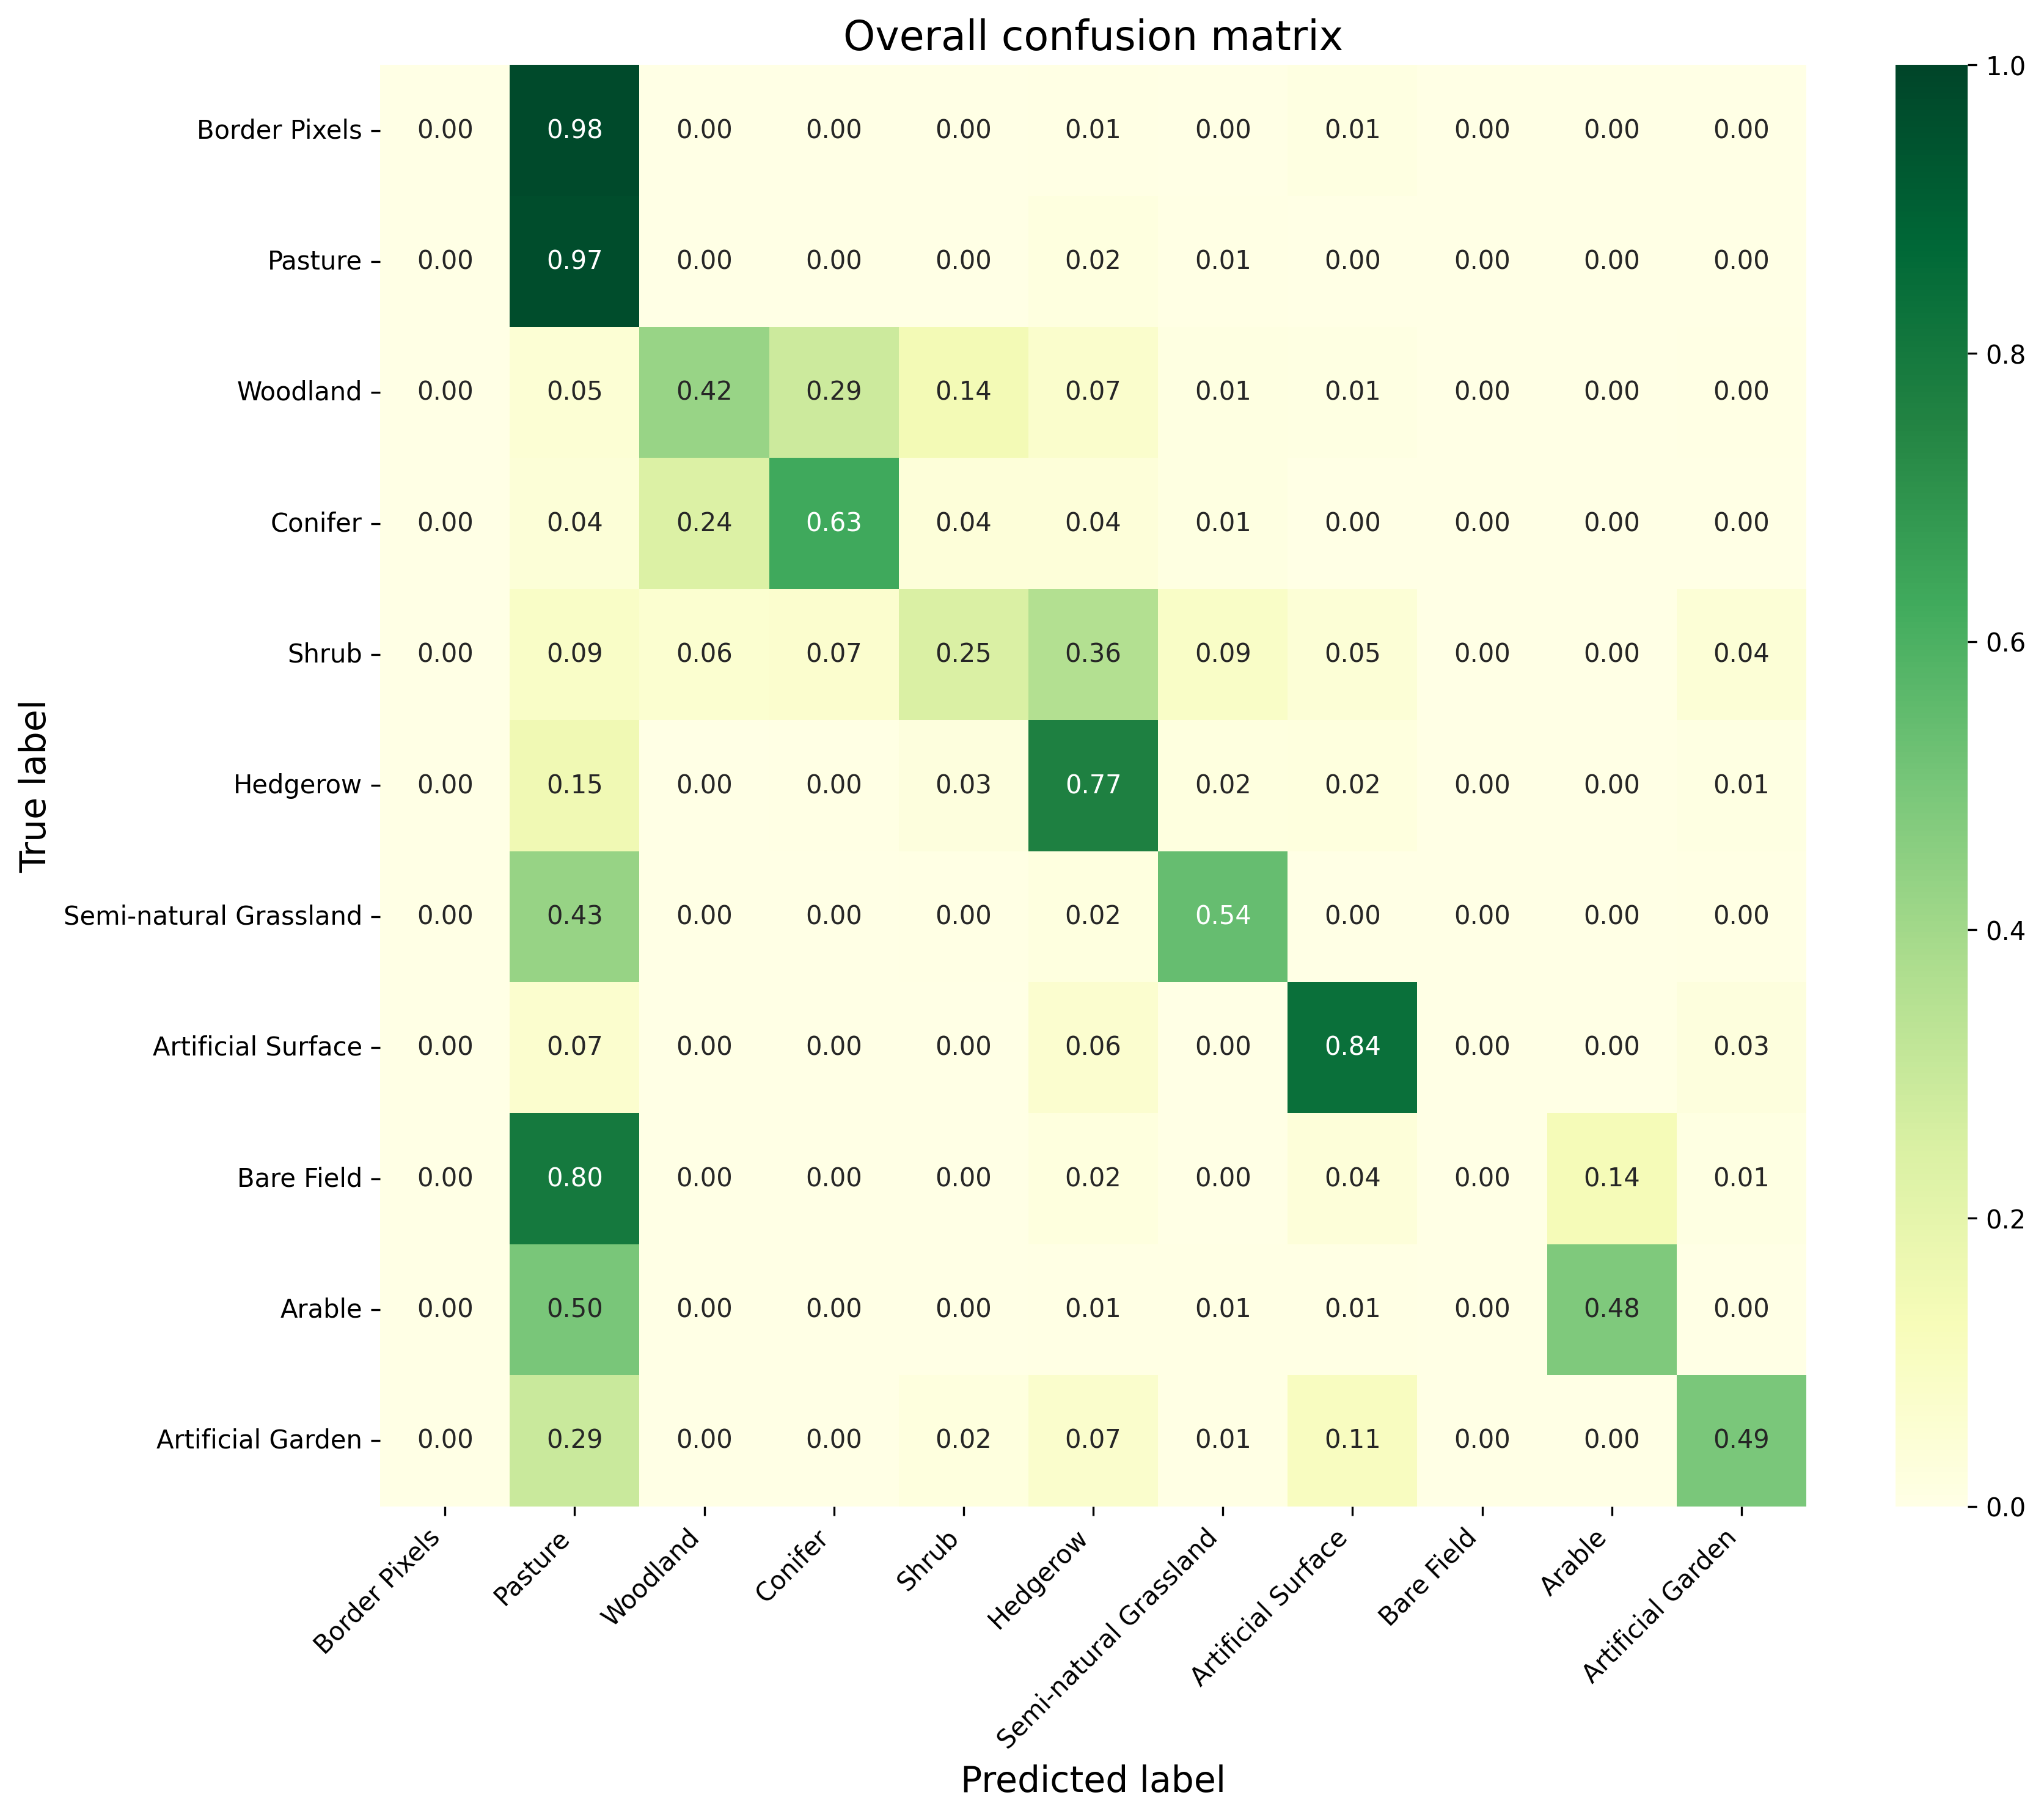 Overall confusion matrix
True label
Border Pixels 0.00 0.98 0.00 0.00 0.00 0.01 0.00 0.01 0.00 0.00 0.00
Pasture 0.00 0.97 0.00 0.00 0.00 0.02 0.01 0.00 0.00 0.00 0.00
Woodland 0.00 0.05 0.42 0.29 0.14 0.07 0.01 0.01 0.00 0.00 0.00
Conifer 0.00 0.04 0.24 0.63 0.04 0.04 0.01 0.00 0.00 0.00 0.00
Shrub 0.00 0.09 0.06 0.07 0.25 0.36 0.09 0.05 0.00 0.00 0.04
Hedgerow 0.00 0.15 0.00 0.00 0.03 0.77 0.02 0.02 0.00 0.00 0.01
Semi-natural Grassland 0.00 0.43 0.00 0.00 0.00 0.02 0.54 0.00 0.00 0.00 0.00
Artificial Surface 0.00 0.07 0.00 0.00 0.00 0.06 0.00 0.84 0.00 0.00 0.03
Bare Field 0.00 0.80 0.00 0.00 0.00 0.02 0.00 0.04 0.00 0.14 0.01
Arable 0.00 0.50 0.00 0.00 0.00 0.01 0.01 0.01 0.00 0.48 0.00
Artificial Garden 0.00 0.29 0.00 0.00 0.02 0.07 0.01 0.11 0.00 0.00 0.49
Border Pixels
Pasture
Woodland
Conifer
Shrub
Hedgerow
Semi-natural Grassland
Artificial Surface
Bare Field
Arable
Artificial Garden
Predicted label
1.0
0.8
0.6
0.4
0.2
0.0